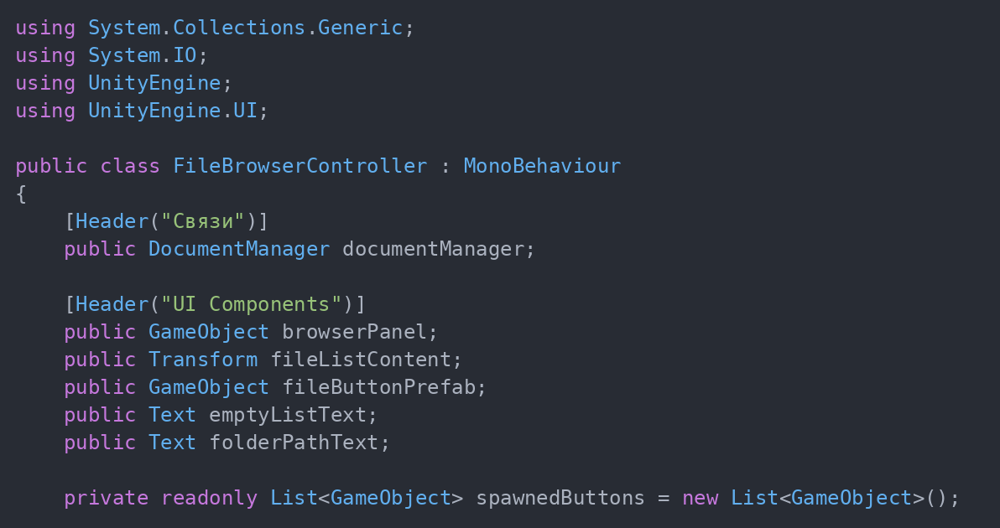 using System.Collections.Generic;
using System.IO;
using UnityEngine;
using UnityEngine.UI;
public class FileBrowserController : MonoBehaviour
{
    [Header("Связи")]
    public DocumentManager documentManager;
    [Header("UI Components")]
    public GameObject browserPanel;
    public Transform fileListContent;
    public GameObject fileButtonPrefab;
    public Text emptyListText;
    public Text folderPathText;
    private readonly List<GameObject> spawnedButtons = new List<GameObject>();